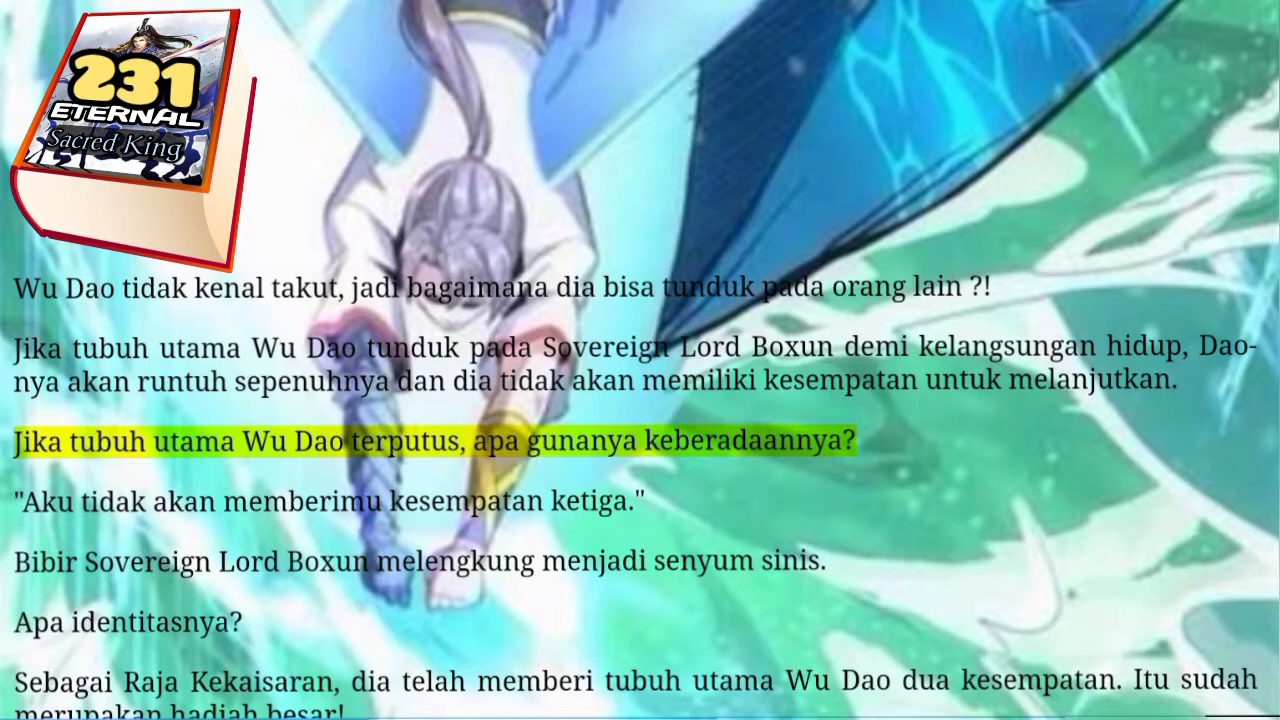 231
ETERNAL
Sacred King
Wu Dao tidak kenal takut, jadi bagaimana dia bisa tunduk pada orang lain ?!
Jika tubuh utama Wu Dao tunduk pada Sovereign Lord Boxun demi kelangsungan hidup, Dao-
nya akan runtuh sepenuhnya dan dia tidak akan memiliki kesempatan untuk melanjutkan.
Jika tubuh utama Wu Dao terputus, apa gunanya keberadaannya?
"Aku tidak akan memberimu kesempatan ketiga."
Bibir Sovereign Lord Boxun melengkung menjadi senyum sinis.
Apa identitasnya?
Sebagai Raja Kekaisaran, dia telah memberi tubuh utama Wu Dao dua kesempatan. Itu sudah
merupakan hadiah besar!